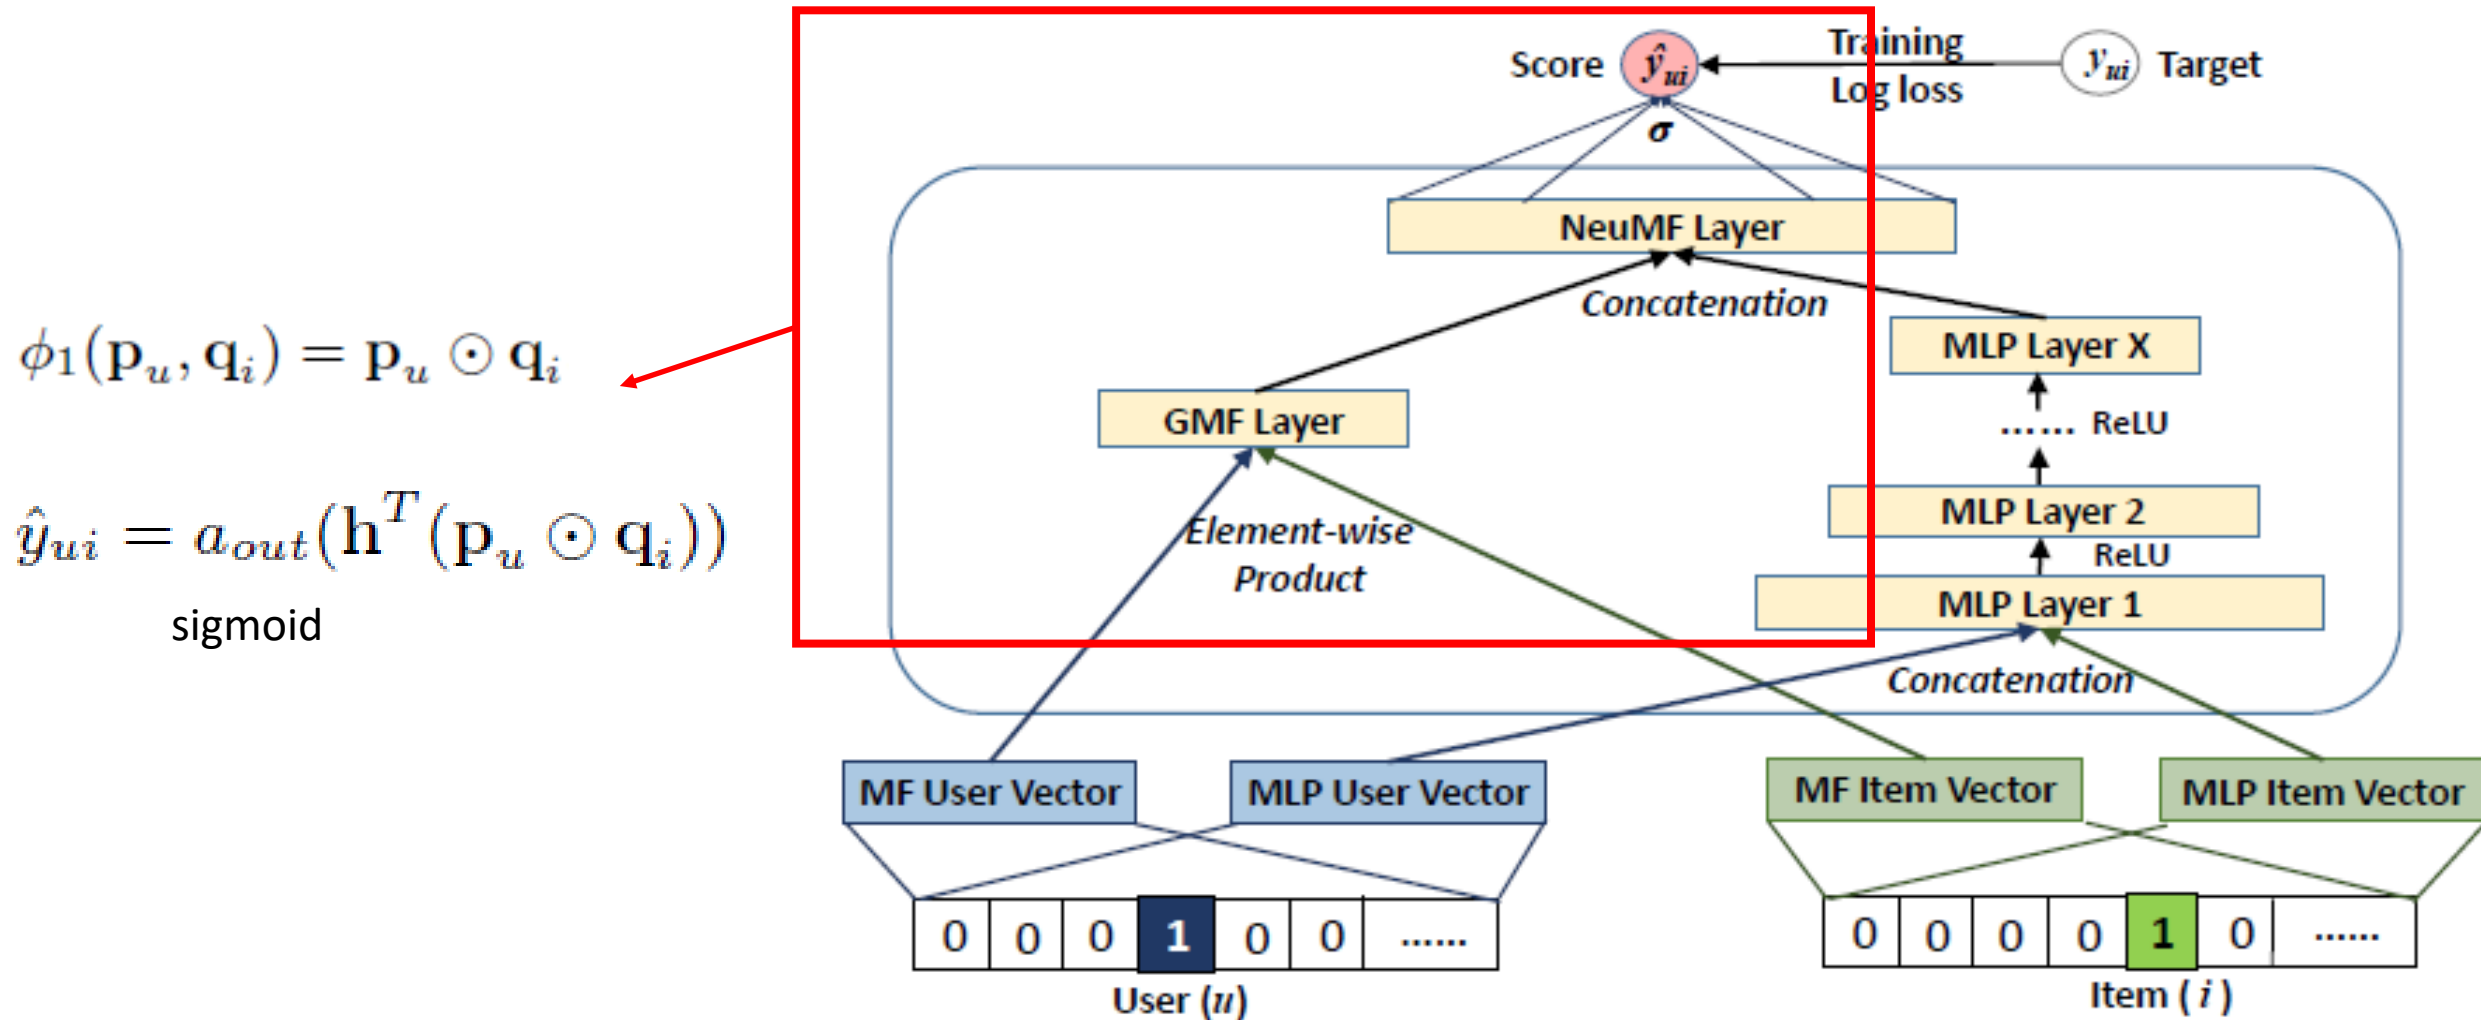 Score ŷui Training yui Target
Log loss
σ
NeuMF Layer
Concatenation
MLP Layer X
GMF Layer
...... ReLU
MLP Layer 2
Element-wise
Product
ReLU
MLP Layer 1
Concatenation
ϕ1(pu, qi) = pu ⊙ qi
ŷui = aout(hT(pu ⊙ qi))
sigmoid
MF User Vector MLP User Vector MF Item Vector MLP Item Vector
0 0 0 1 0 0 ...... 0 0 0 0 1 0 ......
User (u) Item ( i )